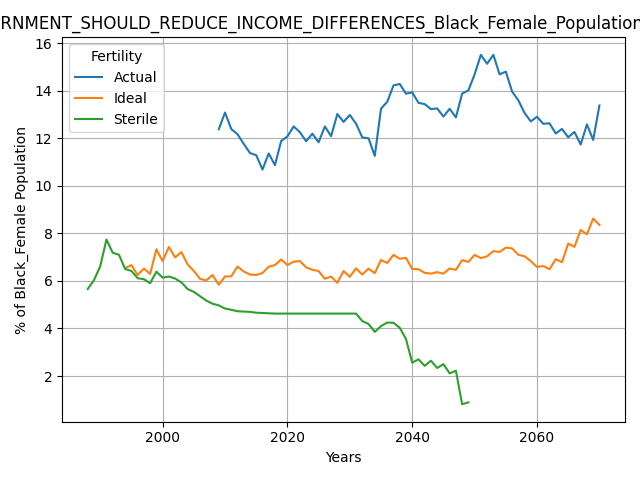 RNMENT_SHOULD_REDUCE_INCOME_DIFFERENCES_Black_Female_Population
Fertility
Actual
Ideal
Sterile
% of Black_Female Population
16
14
12
10
8
6
4
2
2000 2020 2040 2060
Years